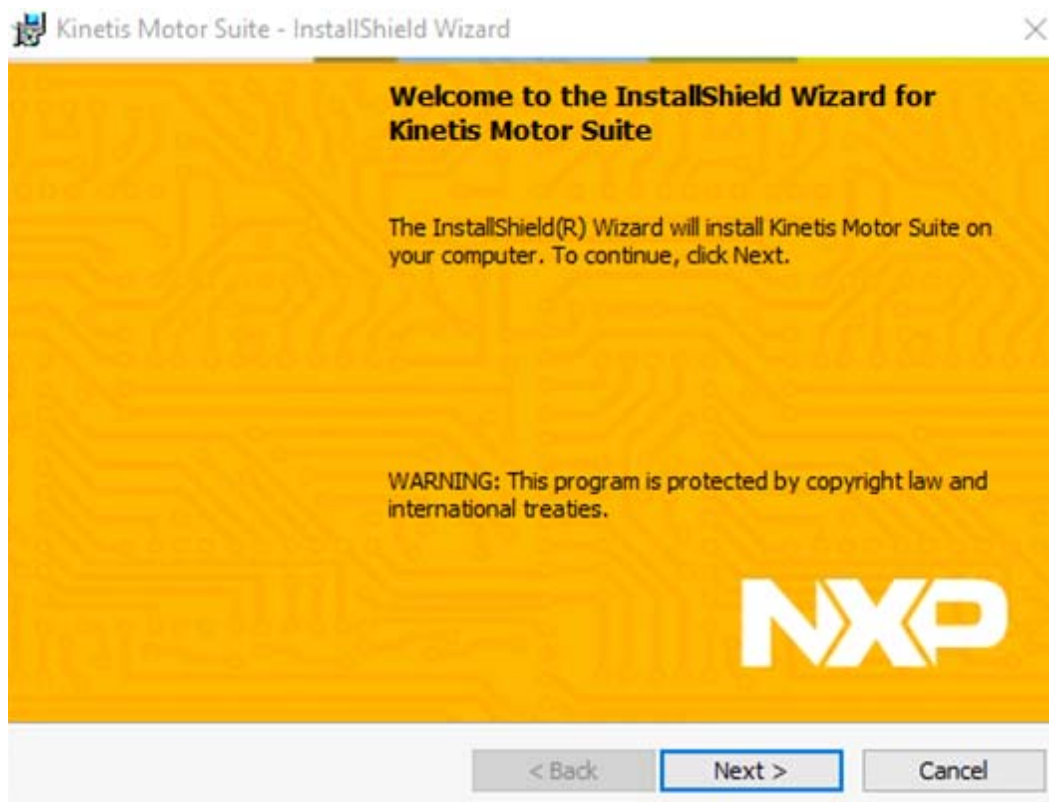 Kinetis Motor Suite - InstallShield Wizard
Welcome to the InstallShield Wizard for
Kinetis Motor Suite
The InstallShield(R) Wizard will install Kinetis Motor Suite on
your computer. To continue, click Next.
WARNING: This program is protected by copyright law and
international treaties.
NXP
< Back Next > Cancel